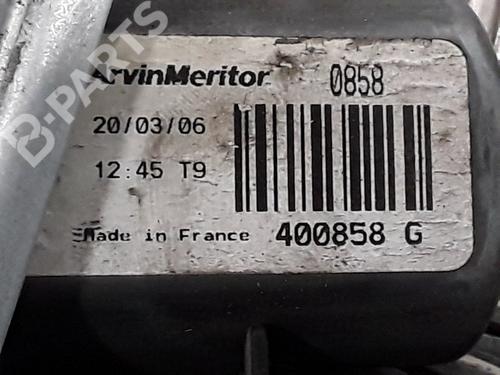 ArvinMeritor 0858
20/03/06
12:45 T9
Made in France 400858 G
B-PARTS